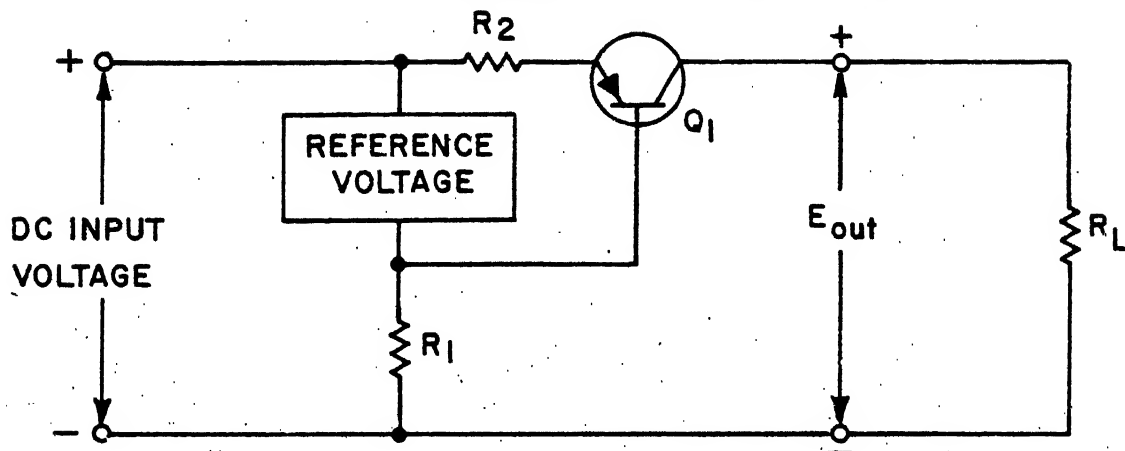 R2
+
+
Q1
REFERENCE
VOLTAGE
DC INPUT
VOLTAGE
Eout
RL
R1
−